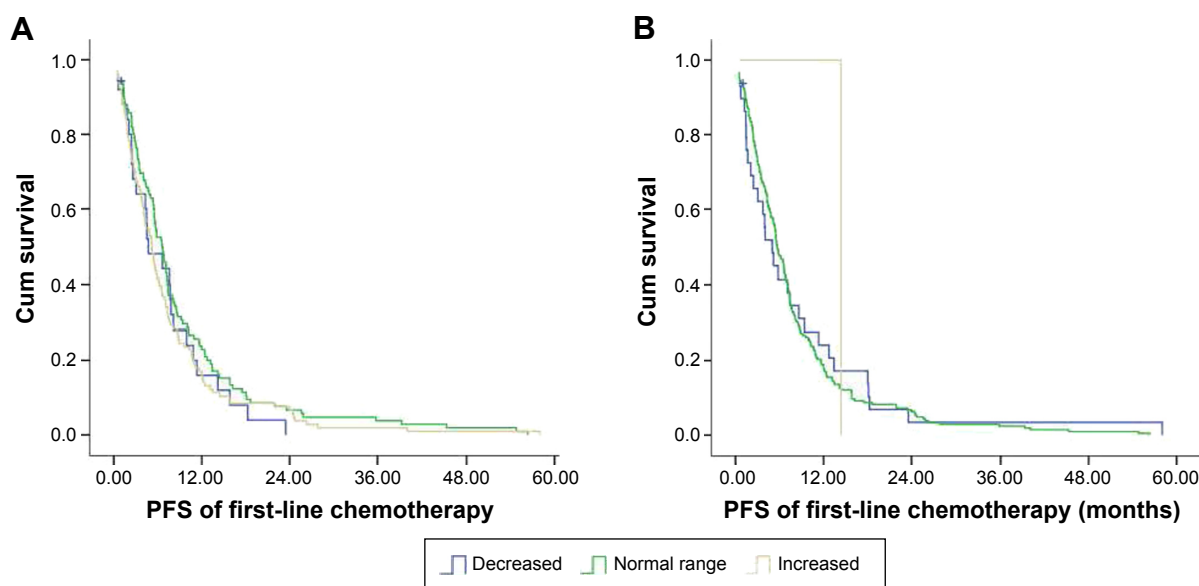 A
Cum survival
1.0
0.8
0.6
0.4
0.2
0.0
0.00 12.00 24.00 36.00 48.00 60.00
PFS of first-line chemotherapy
B
Cum survival
1.0
0.8
0.6
0.4
0.2
0.0
0.00 12.00 24.00 36.00 48.00 60.00
PFS of first-line chemotherapy (months)
Decreased Normal range Increased